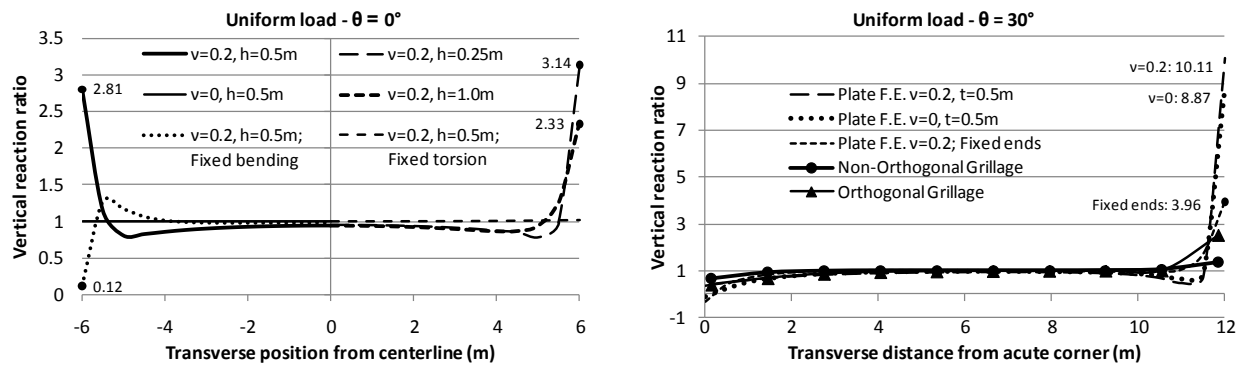 Uniform load - θ = 0°
Vertical reaction ratio
3.5
3
2.5
2
1.5
1
0.5
0
ν=0.2, h=0.5m
ν=0.2, h=0.25m
ν=0, h=0.5m
ν=0.2, h=1.0m
ν=0.2, h=0.5m;
Fixed bending
ν=0.2, h=0.5m;
Fixed torsion
2.81
0.12
3.14
2.33
-6
-4
-2
0
2
4
6
Transverse position from centerline (m)
Uniform load - θ = 30°
Vertical reaction ratio
11
9
7
5
3
1
-1
ν=0.2: 10.11
ν=0: 8.87
Plate F.E. ν=0.2, t=0.5m
Plate F.E. ν=0, t=0.5m
Plate F.E. ν=0.2; Fixed ends
Non-Orthogonal Grillage
Orthogonal Grillage
Fixed ends: 3.96
0
2
4
6
8
10
12
Transverse distance from acute corner (m)